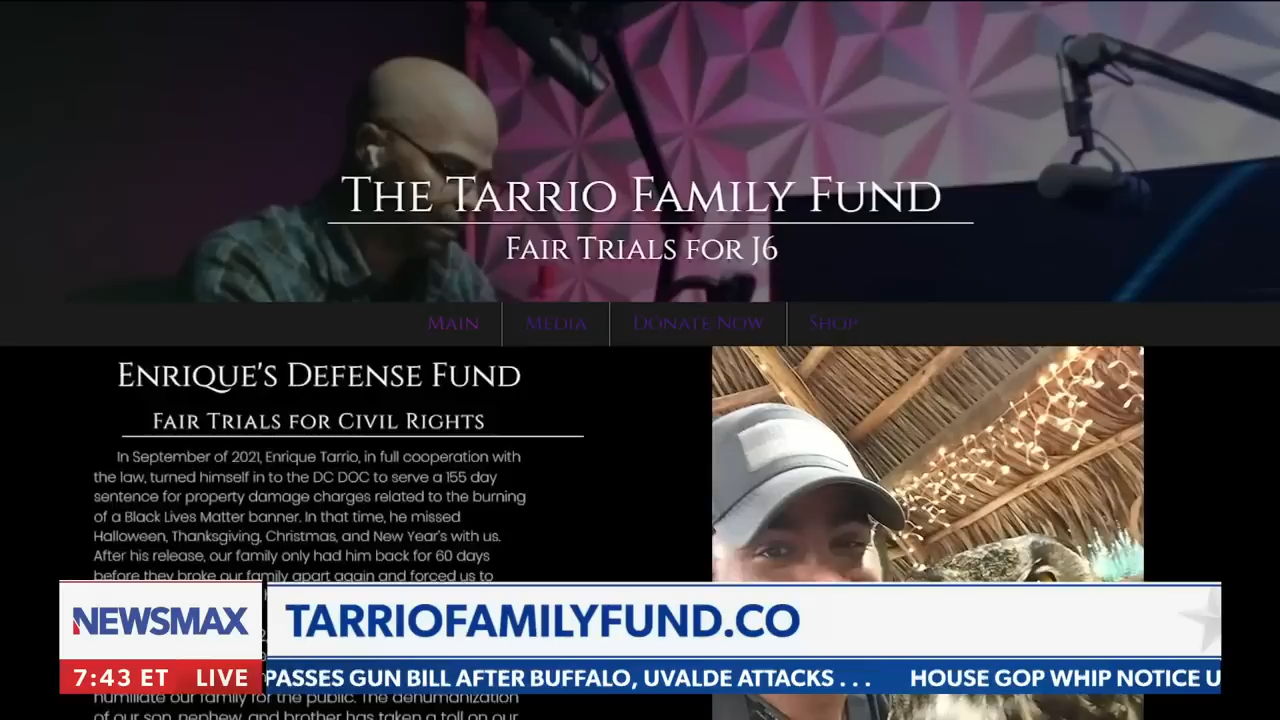 THE TARRIO FAMILY FUND
FAIR TRIALS FOR J6
MAIN
MEDIA
DONATE NOW
SHOP
ENRIQUE'S DEFENSE FUND
FAIR TRIALS FOR CIVIL RIGHTS
In September of 2021, Enrique Tarrio, in full cooperation with
the law, turned himself in to the DC DOC to serve a 155 day
sentence for property damage charges related to the burning
of a Black Lives Matter banner. In that time, he missed
Halloween, Thanksgiving, Christmas, and New Year's with us.
After his release, our family only had him back for 60 days
before they broke our family apart again and forced us to
NEWSMAX
TARRIOFAMILYFUND.CO
7:43 ET LIVE
PASSES GUN BILL AFTER BUFFALO, UVALDE ATTACKS . . . HOUSE GOP WHIP NOTICE U
humiliate our family for the public. The dehumanization
of our son, nephew, and brother has taken a toll on our